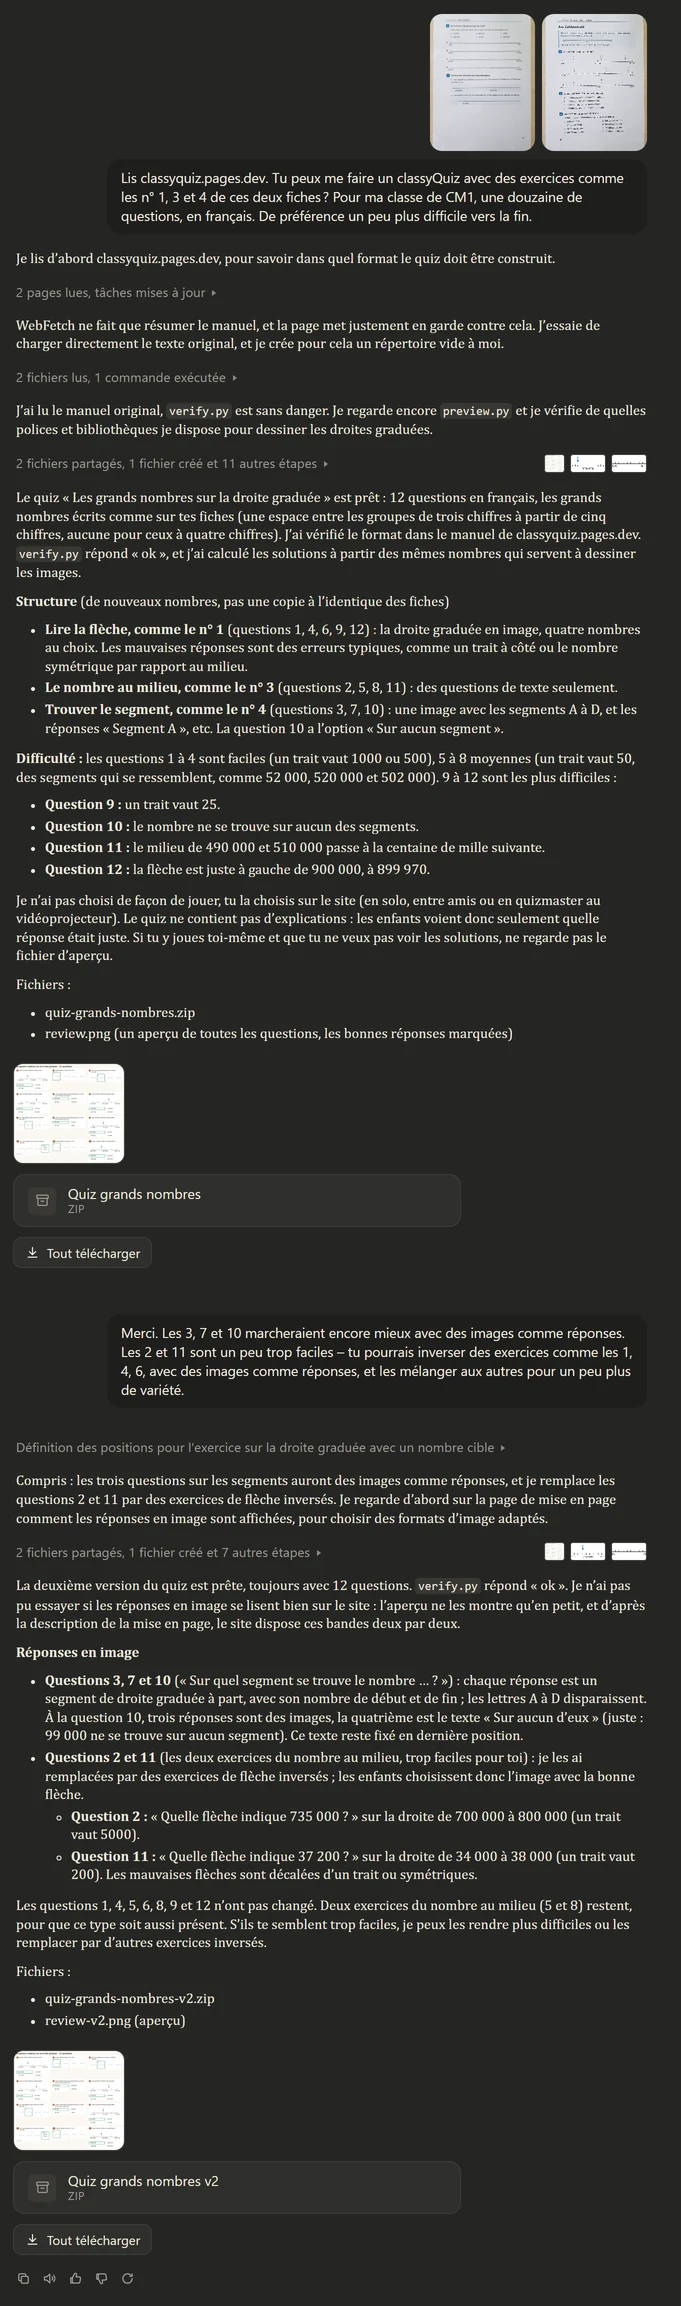 Lis classyquiz.pages.dev. Tu peux me faire un classyQuiz avec des exercices comme
les n° 1, 3 et 4 de ces deux fiches ? Pour ma classe de CM1, une douzaine de
questions, en français. De préférence un peu plus difficile vers la fin.
Je lis d’abord classyquiz.pages.dev, pour savoir dans quel format le quiz doit être construit.
2 pages lues, tâches mises à jour
WebFetch ne fait que résumer le manuel, et la page met justement en garde contre cela. J’essaie de
charger directement le texte original, et je crée pour cela un répertoire vide à moi.
2 fichiers lus, 1 commande exécutée
J’ai lu le manuel original, verify.py est sans danger. Je regarde encore preview.py et je vérifie de quelles
polices et bibliothèques je dispose pour dessiner les droites graduées.
2 fichiers partagés, 1 fichier créé et 11 autres étapes
Le quiz « Les grands nombres sur la droite graduée » est prêt : 12 questions en français, les grands
nombres écrits comme sur tes fiches (une espace entre les groupes de trois chiffres à partir de cinq
chiffres, aucune pour ceux à quatre chiffres). J’ai vérifié le format dans le manuel de classyquiz.pages.dev.
verify.py répond « ok », et j’ai calculé les solutions à partir des mêmes nombres qui servent à dessiner
les images.
Structure (de nouveaux nombres, pas une copie à l’identique des fiches)
• Lire la flèche, comme le n° 1 (questions 1, 4, 6, 9, 12) : la droite graduée en image, quatre nombres
au choix. Les mauvaises réponses sont des erreurs typiques, comme un trait à côté ou le nombre
symétrique par rapport au milieu.
• Le nombre au milieu, comme le n° 3 (questions 2, 5, 8, 11) : des questions de texte seulement.
• Trouver le segment, comme le n° 4 (questions 3, 7, 10) : une image avec les segments A à D, et les
réponses « Segment A », etc. La question 10 a l’option « Sur aucun segment ».
Difficulté : les questions 1 à 4 sont faciles (un trait vaut 1000 ou 500), 5 à 8 moyennes (un trait vaut 50,
des segments qui se ressemblent, comme 52 000, 520 000 et 502 000). 9 à 12 sont les plus difficiles :
• Question 9 : un trait vaut 25.
• Question 10 : le nombre ne se trouve sur aucun des segments.
• Question 11 : le milieu de 490 000 et 510 000 passe à la centaine de mille suivante.
• Question 12 : la flèche est juste à gauche de 900 000, à 899 970.
Je n’ai pas choisi de façon de jouer, tu la choisis sur le site (en solo, entre amis ou en quizmaster au
vidéoprojecteur). Le quiz ne contient pas d’explications : les enfants voient donc seulement quelle
réponse était juste. Si tu y joues toi-même et que tu ne veux pas voir les solutions, ne regarde pas le
fichier d’aperçu.
Fichiers :
• quiz-grands-nombres.zip
• review.png (un aperçu de toutes les questions, les bonnes réponses marquées)
Quiz grands nombres
ZIP
Tout télécharger
Merci. Les 3, 7 et 10 marcheraient encore mieux avec des images comme réponses.
Les 2 et 11 sont un peu trop faciles – tu pourrais inverser des exercices comme les 1,
4, 6, avec des images comme réponses, et les mélanger aux autres pour un peu plus
de variété.
Définition des positions pour l’exercice sur la droite graduée avec un nombre cible
Compris : les trois questions sur les segments auront des images comme réponses, et je remplace les
questions 2 et 11 par des exercices de flèche inversés. Je regarde d’abord sur la page de mise en page
comment les réponses en image sont affichées, pour choisir des formats d’image adaptés.
2 fichiers partagés, 1 fichier créé et 7 autres étapes
La deuxième version du quiz est prête, toujours avec 12 questions. verify.py répond « ok ». Je n’ai pas
pu essayer si les réponses en image se lisent bien sur le site : l’aperçu ne les montre qu’en petit, et d’après
la description de la mise en page, le site dispose ces bandes deux par deux.
Réponses en image
• Questions 3, 7 et 10 (« Sur quel segment se trouve le nombre … ? ») : chaque réponse est un
segment de droite graduée à part, avec son nombre de début et de fin ; les lettres A à D disparaissent.
À la question 10, trois réponses sont des images, la quatrième est le texte « Sur aucun d’eux » (juste :
99 000 ne se trouve sur aucun segment). Ce texte reste fixé en dernière position.
• Questions 2 et 11 (les deux exercices du nombre au milieu, trop faciles pour toi) : je les ai
remplacées par des exercices de flèche inversés ; les enfants choisissent donc l’image avec la bonne
flèche.
◦ Question 2 : « Quelle flèche indique 735 000 ? » sur la droite de 700 000 à 800 000 (un trait
vaut 5000).
◦ Question 11 : « Quelle flèche indique 37 200 ? » sur la droite de 34 000 à 38 000 (un trait vaut
200). Les mauvaises flèches sont décalées d’un trait ou symétriques.
Les questions 1, 4, 5, 6, 8, 9 et 12 n’ont pas changé. Deux exercices du nombre au milieu (5 et 8) restent,
pour que ce type soit aussi présent. S’ils te semblent trop faciles, je peux les rendre plus difficiles ou les
remplacer par d’autres exercices inversés.
Fichiers :
• quiz-grands-nombres-v2.zip
• review-v2.png (aperçu)
Quiz grands nombres v2
ZIP
Tout télécharger